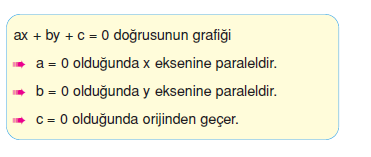 ax + by + c = 0 doğrusunun grafiği
➠ a = 0 olduğunda x eksenine paraleldir.
➠ b = 0 olduğunda y eksenine paraleldir.
➠ c = 0 olduğunda orijinden geçer.